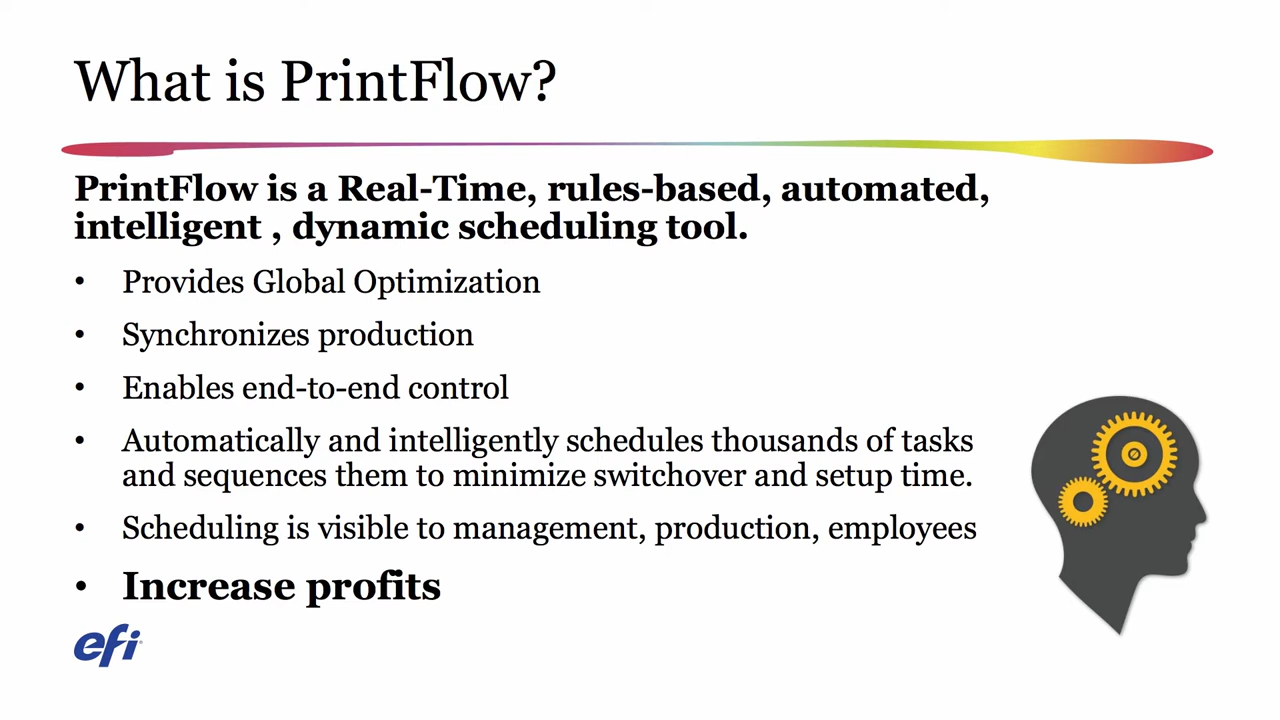 What is PrintFlow?
PrintFlow is a Real-Time, rules-based, automated,
intelligent , dynamic scheduling tool.
• Provides Global Optimization
• Synchronizes production
• Enables end-to-end control
• Automatically and intelligently schedules thousands of tasks
and sequences them to minimize switchover and setup time.
• Scheduling is visible to management, production, employees
• Increase profits
efi®